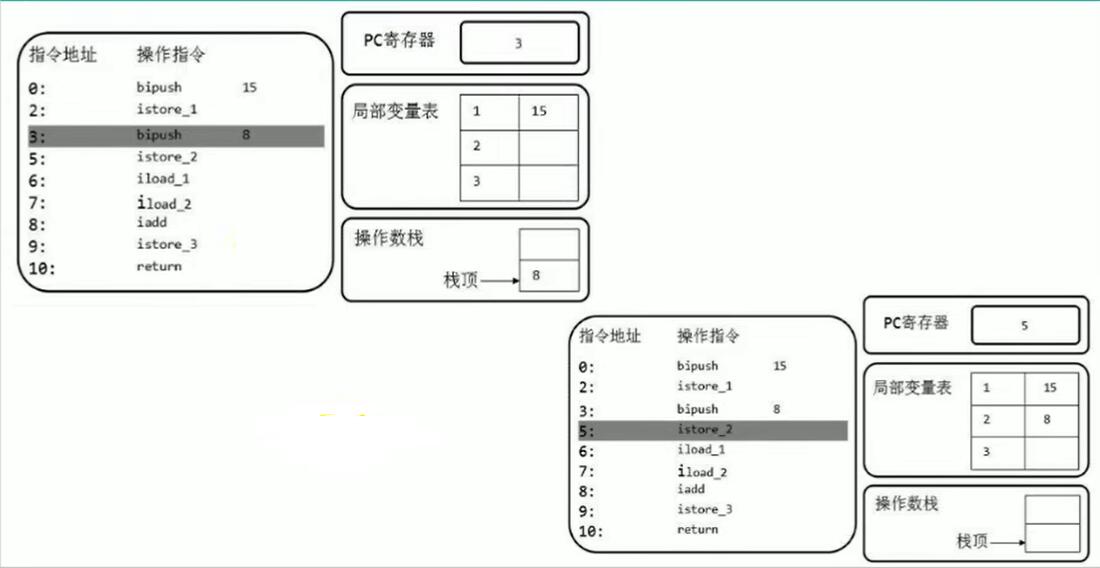 指令地址 操作指令
0: bipush 15
2: istore_1
3: bipush 8
5: istore_2
6: iload_1
7: iload_2
8: iadd
9: istore_3
10: return
PC寄存器 3
局部变量表 1 15
2
3
操作数栈
栈顶 8
指令地址 操作指令
0: bipush 15
2: istore_1
3: bipush 8
5: istore_2
6: iload_1
7: iload_2
8: iadd
9: istore_3
10: return
PC寄存器 5
局部变量表 1 15
2 8
3
操作数栈
栈顶